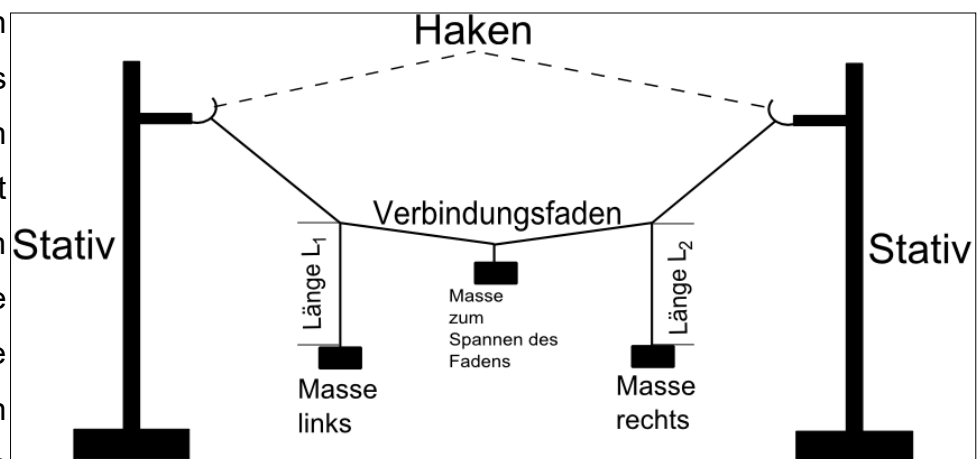 Haken
Verbindungsfaden
Stativ
Stativ
Länge L₁
Länge L₂
Masse
zum
Spannen des
Fadens
Masse
links
Masse
rechts